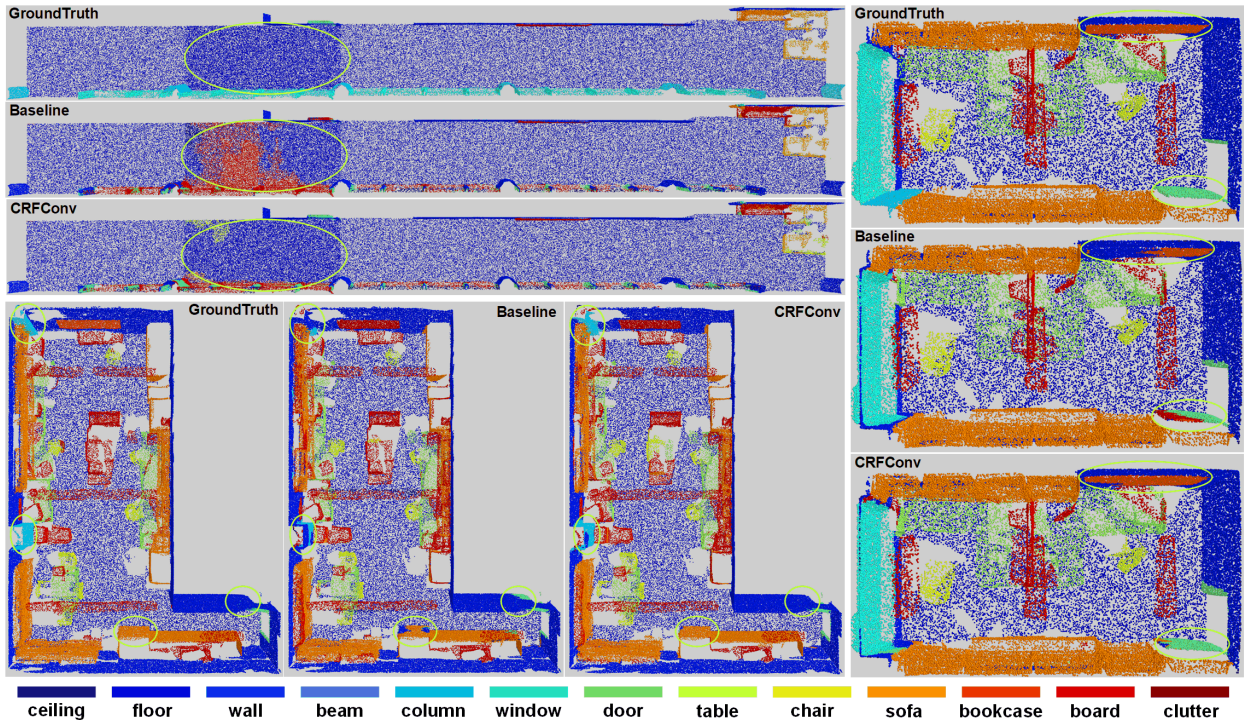 GroundTruth
Baseline
CRFConv
GroundTruth
Baseline
CRFConv
GroundTruth
Baseline
CRFConv
ceiling floor wall beam column window door table chair sofa bookcase board clutter